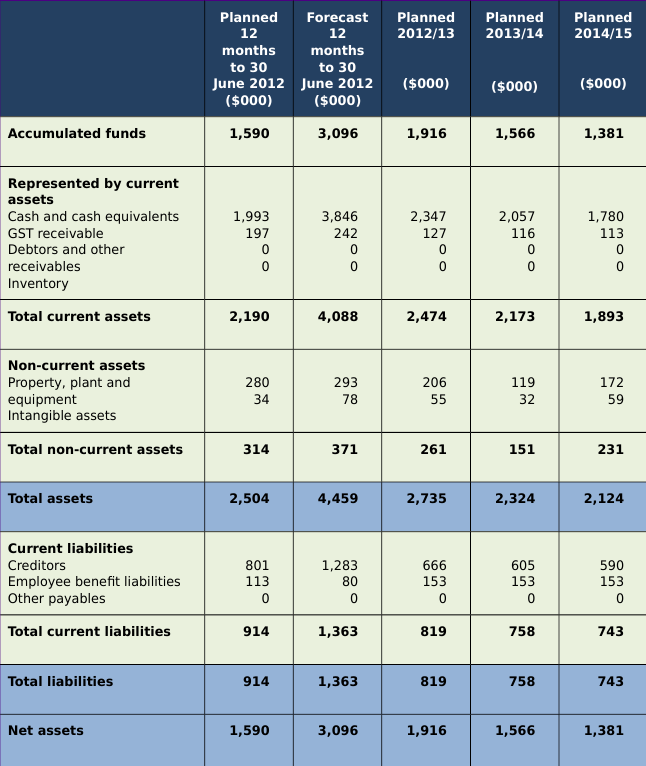 Planned 12 months to 30 June 2012 ($000) Forecast 12 months to 30 June 2012 ($000) Planned 2012/13 ($000) Planned 2013/14 ($000) Planned 2014/15 ($000)
Accumulated funds 1,590 3,096 1,916 1,566 1,381
Represented by current
assets
Cash and cash equivalents 1,993 3,846 2,347 2,057 1,780
GST receivable 197 242 127 116 113
Debtors and other 0 0 0 0 0
receivables 0 0 0 0 0
Inventory
Total current assets 2,190 4,088 2,474 2,173 1,893
Non-current assets
Property, plant and 280 293 206 119 172
equipment 34 78 55 32 59
Intangible assets
Total non-current assets 314 371 261 151 231
Total assets 2,504 4,459 2,735 2,324 2,124
Current liabilities
Creditors 801 1,283 666 605 590
Employee benefit liabilities 113 80 153 153 153
Other payables 0 0 0 0 0
Total current liabilities 914 1,363 819 758 743
Total liabilities 914 1,363 819 758 743
Net assets 1,590 3,096 1,916 1,566 1,381